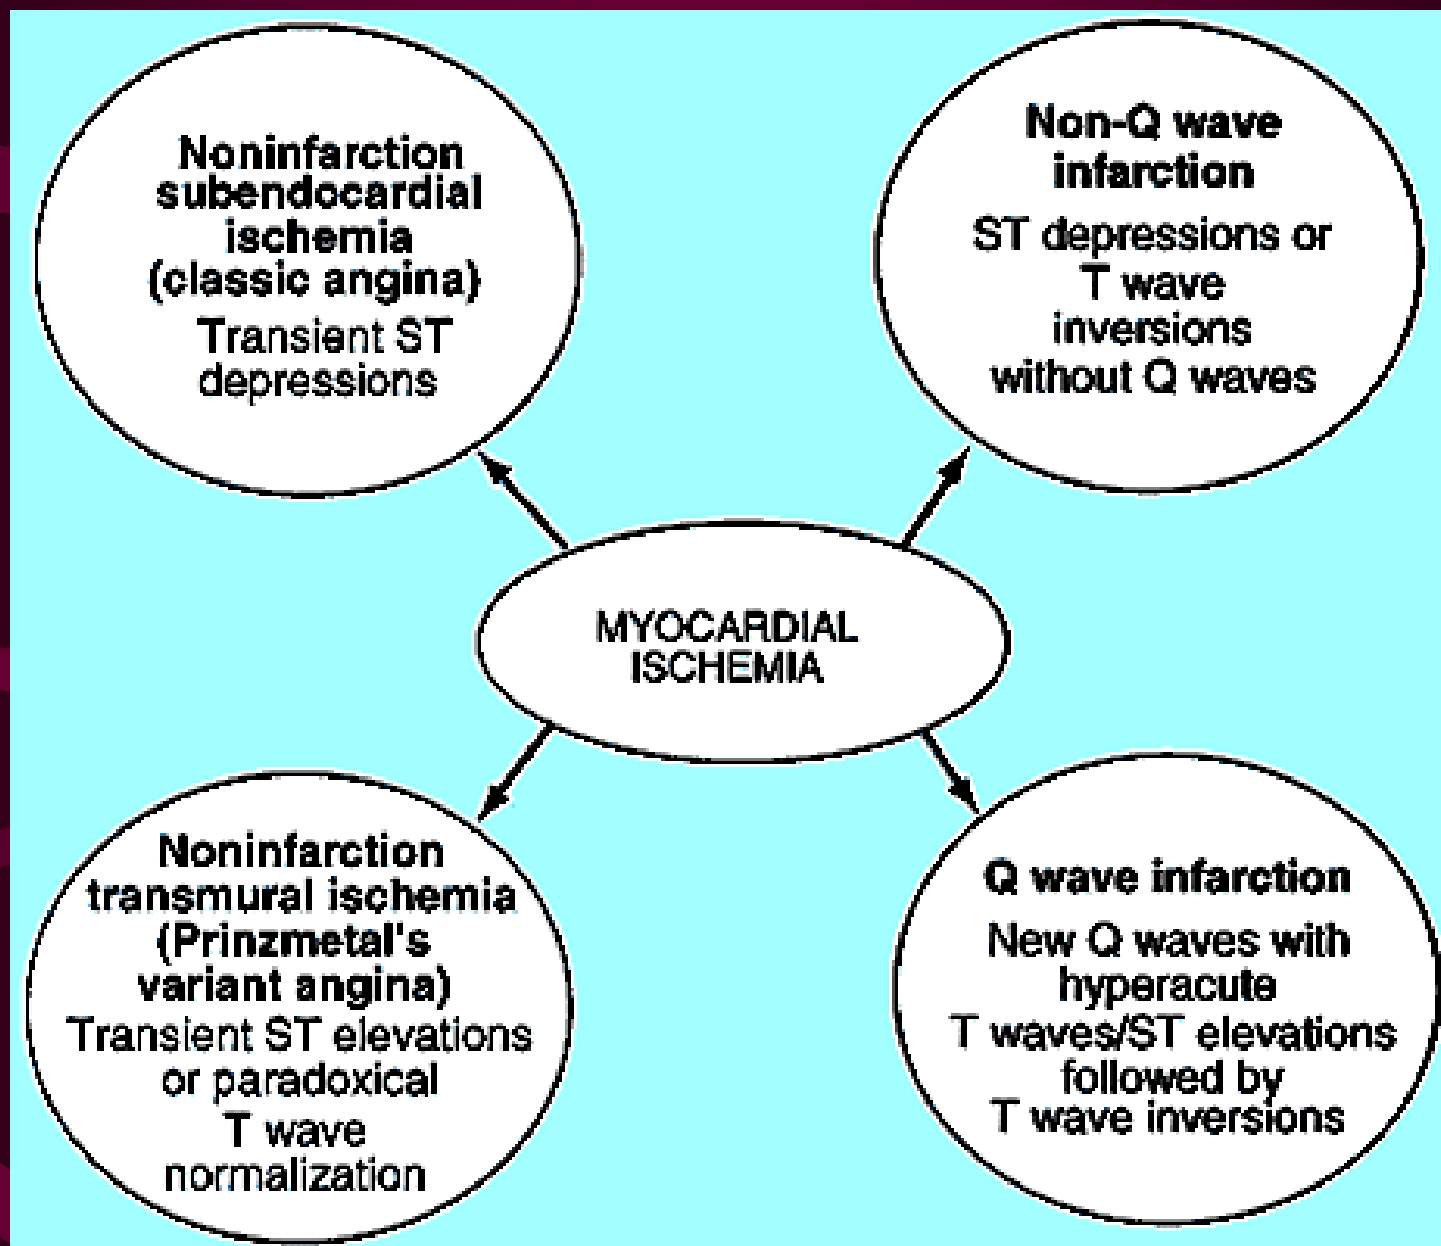 Noninfarction
subendocardial
ischemia
(classic angina)
Transient ST
depressions
Non-Q wave
infarction
ST depressions or
T wave
inversions
without Q waves
MYOCARDIAL
ISCHEMIA
Noninfarction
transmural ischemia
(Prinzmetal's
variant angina)
Transient ST elevations
or paradoxical
T wave
normalization
Q wave infarction
New Q waves with
hyperacute
T waves/ST elevations
followed by
T wave inversions